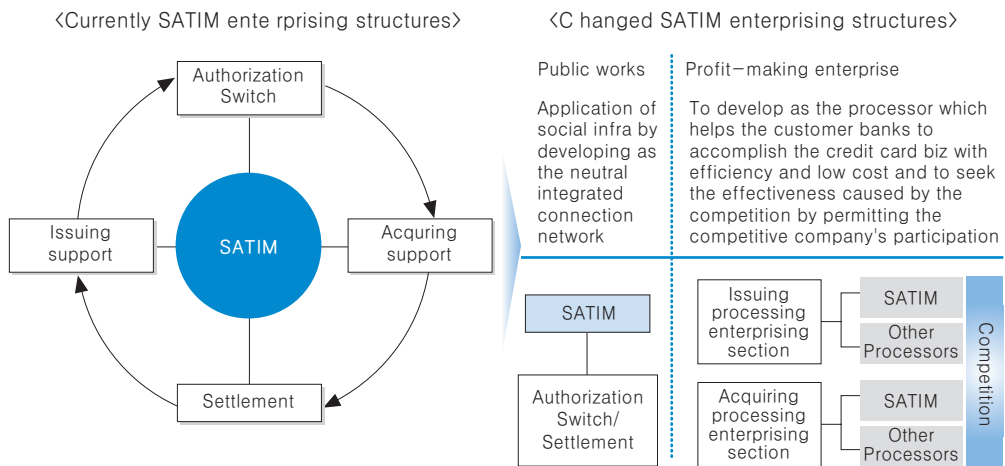 〈Currently SATIM ente rprising structures〉
Authorization
Switch
Issuing
support
SATIM
Acquiring
support
Settlement
〈C hanged SATIM enterprising structures〉
Public works
Application of
social infra by
developing as
the neutral
integrated
connection
network
Profit-making enterprise
To develop as the processor which
helps the customer banks to
accomplish the credit card biz with
efficiency and low cost and to seek
the effectiveness caused by the
competition by permitting the
competitive company's participation
SATIM
Authorization
Switch/
Settlement
Issuing
processing
enterprising
section
SATIM
Other
Processors
Acquiring
processing
enterprising
section
SATIM
Other
Processors
Competition